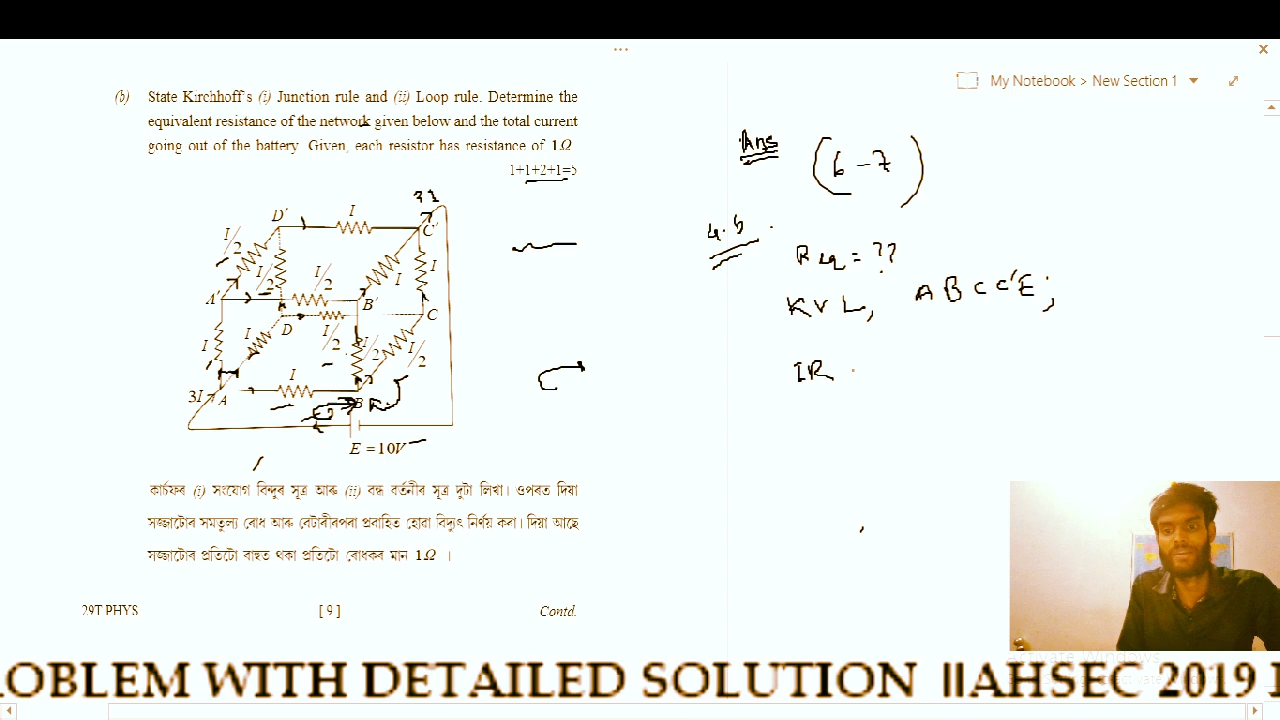 My Notebook > New Section 1
(b) State Kirchhoff's (i) Junction rule and (ii) Loop rule. Determine the
equivalent resistance of the network given below and the total current
going out of the battery. Given, each resistor has resistance of 1Ω.
1+1+2+1=5
3I
D' I C'
I/2 I/2 I/2 I I
A' B'
D C
I I I/2 I/2 I/2
I
3I A B
E = 10V
Ans (6-7)
4.b.
Req = ??
KVL, ABCC'E;
IR
কাৰ্চফৰ (i) সংযোগ বিন্দুৰ সূত্ৰ আৰু (ii) বন্ধ বৰ্তনীৰ সূত্ৰ দুটা লিখা। ওপৰত দিয়া
সজ্জাটোৰ সমতুল্য ৰোধ আৰু বেটাৰীৰপৰা প্ৰবাহিত হোৱা বিদ্যুৎ নিৰ্ণয় কৰা। দিয়া আছে
সজ্জাটোৰ প্ৰতিটো বাহুত থকা প্ৰতিটো ৰোধকৰ মান 1Ω ।
29T PHYS [ 9 ] Contd.
Activate Windows
OBLEM WITH DETAILED SOLUTION ||AHSEC 2019